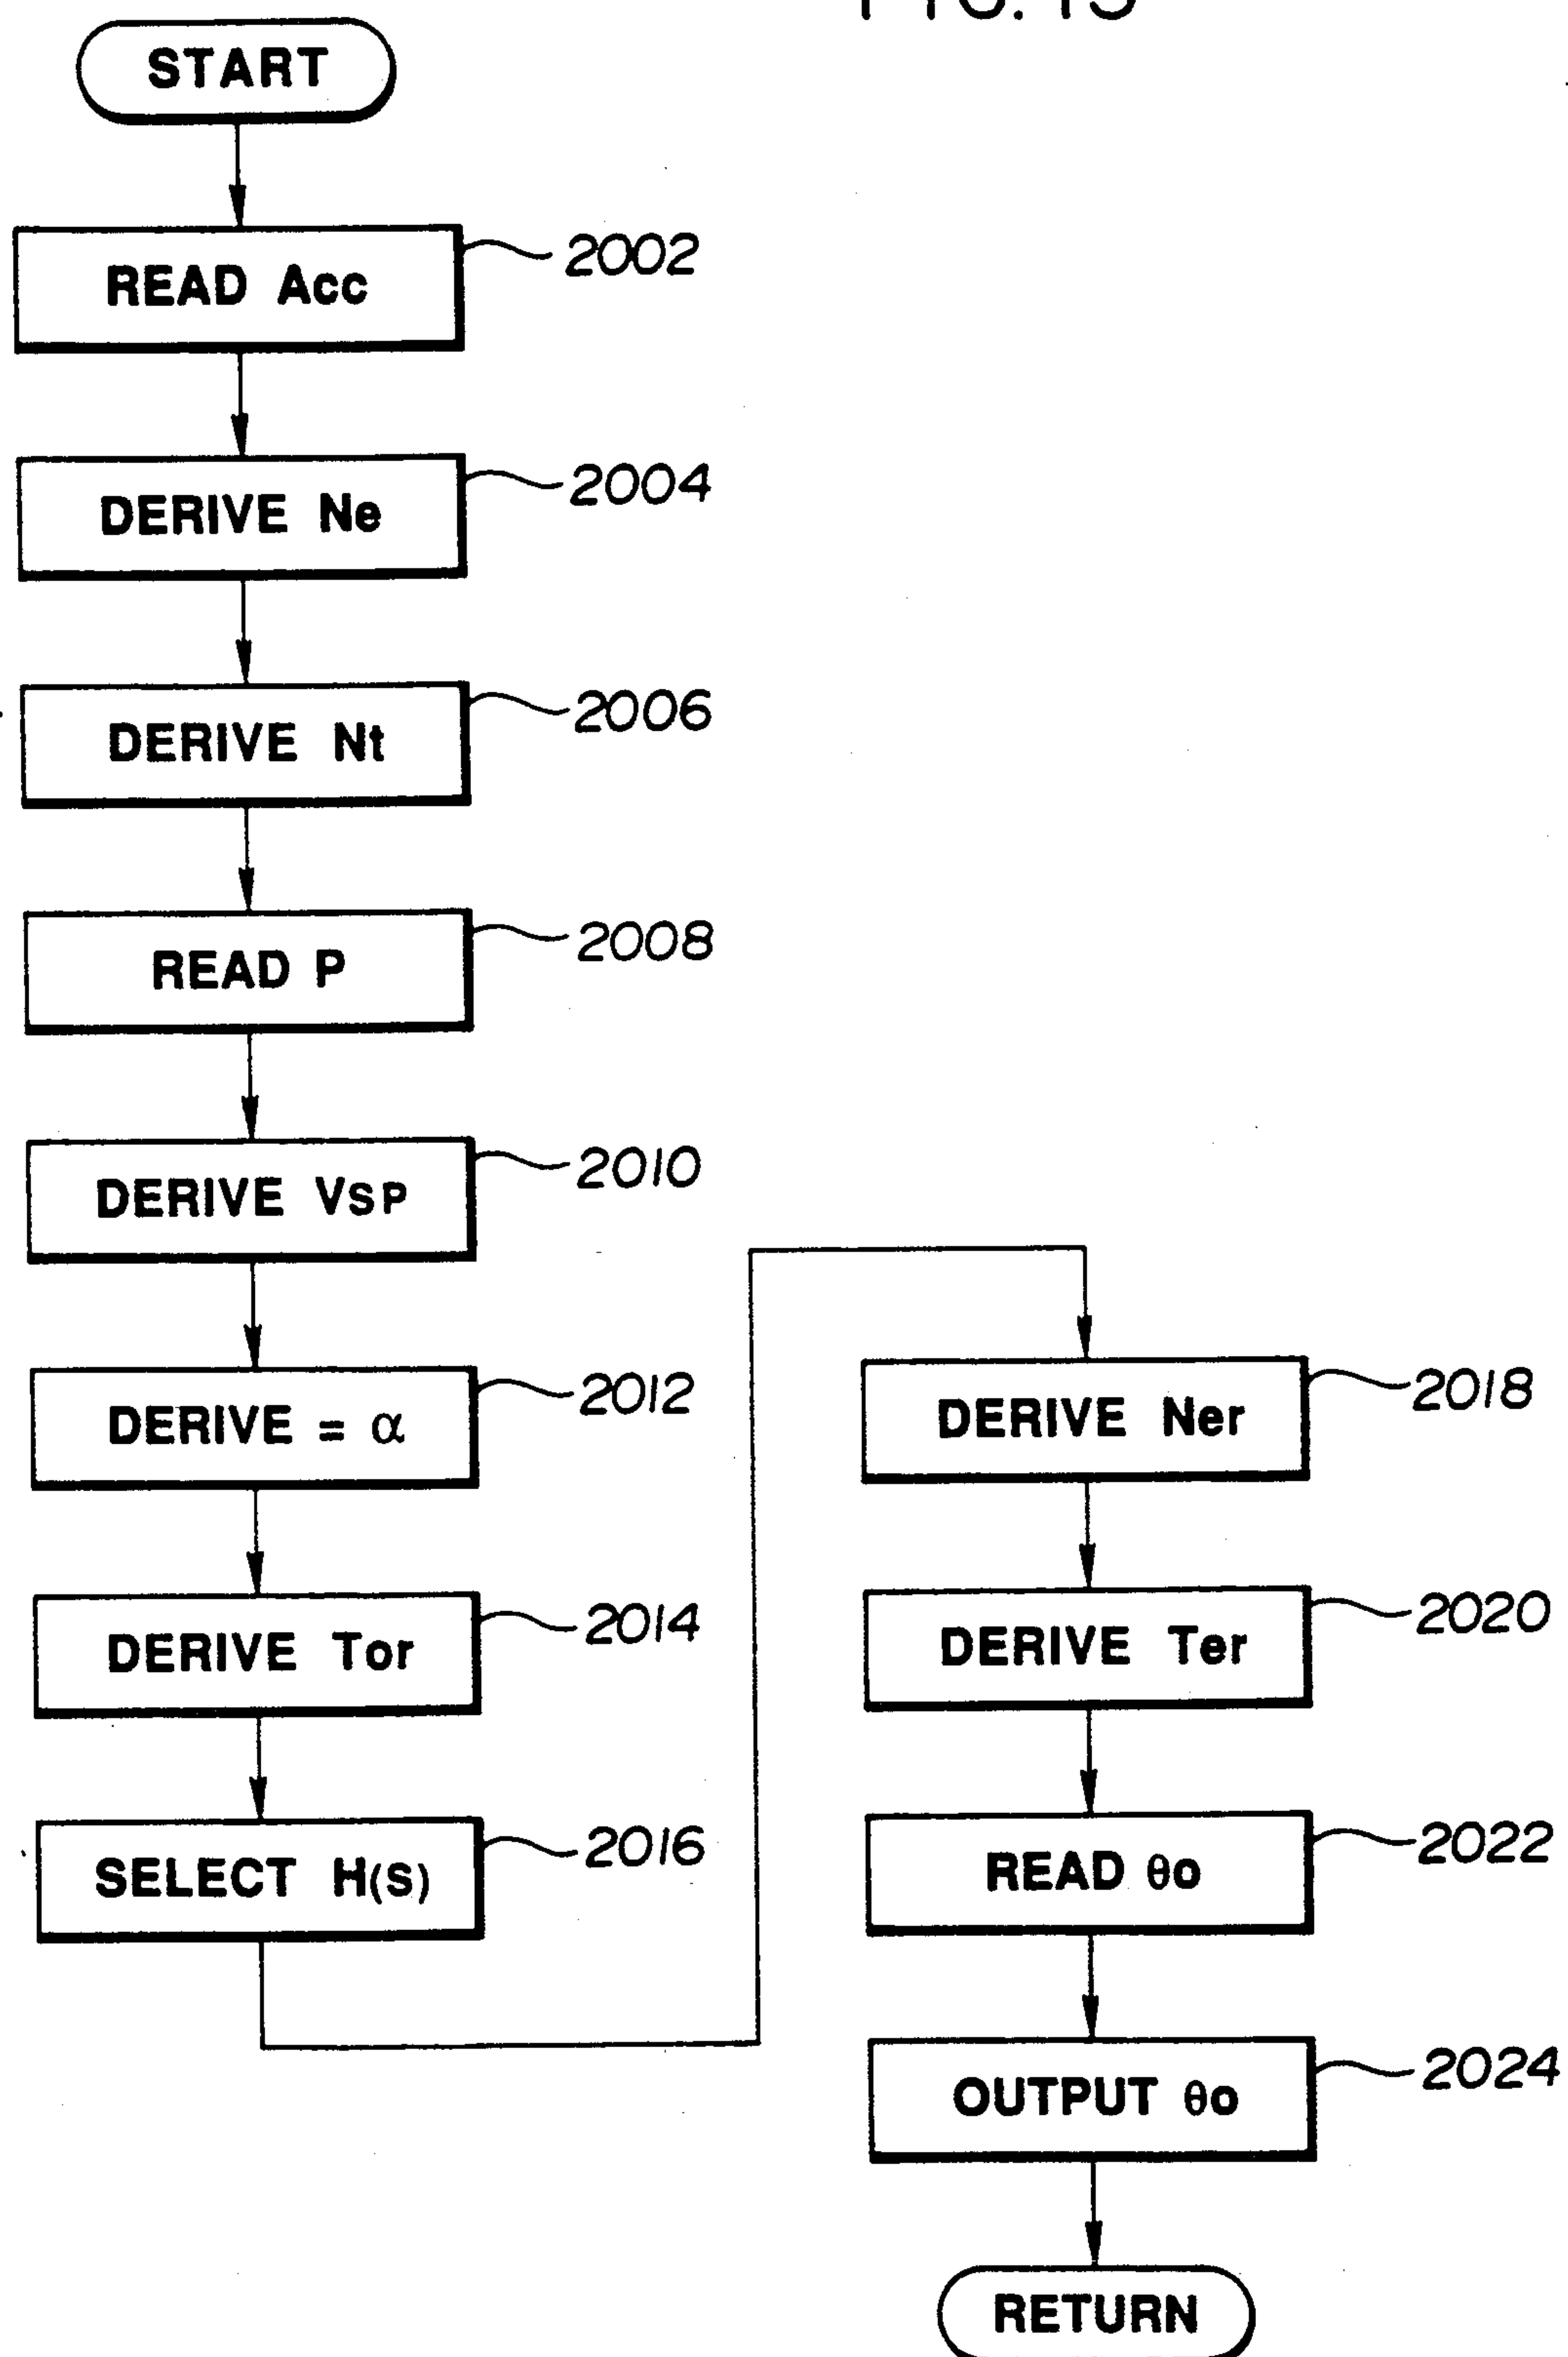 START
READ Acc
2002
DERIVE Ne
2004
DERIVE Nt
2006
READ P
2008
DERIVE VSP
2010
DERIVE = α
2012
DERIVE Tor
2014
SELECT H(S)
2016
DERIVE Ner
2018
DERIVE Ter
2020
READ θo
2022
OUTPUT θo
2024
RETURN